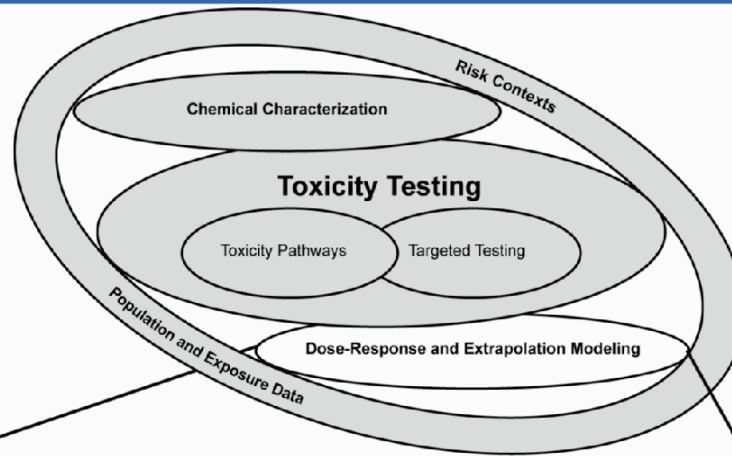 Risk Contexts
Chemical Characterization
Toxicity Testing
Toxicity Pathways
Targeted Testing
Population and Exposure Data
Dose-Response and Extrapolation Modeling